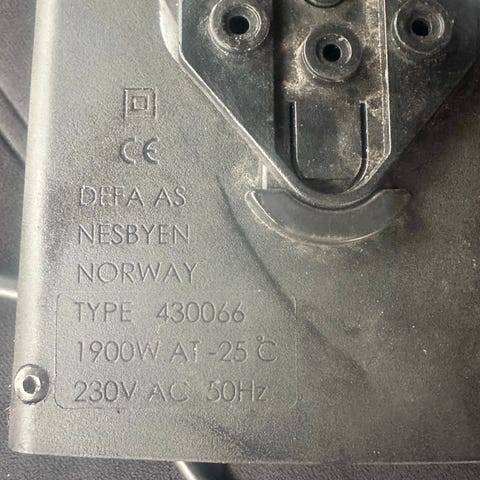 CE
DEFA AS
NESBYEN
NORWAY
TYPE 430066
1900W AT -25°C
230V AC 50Hz